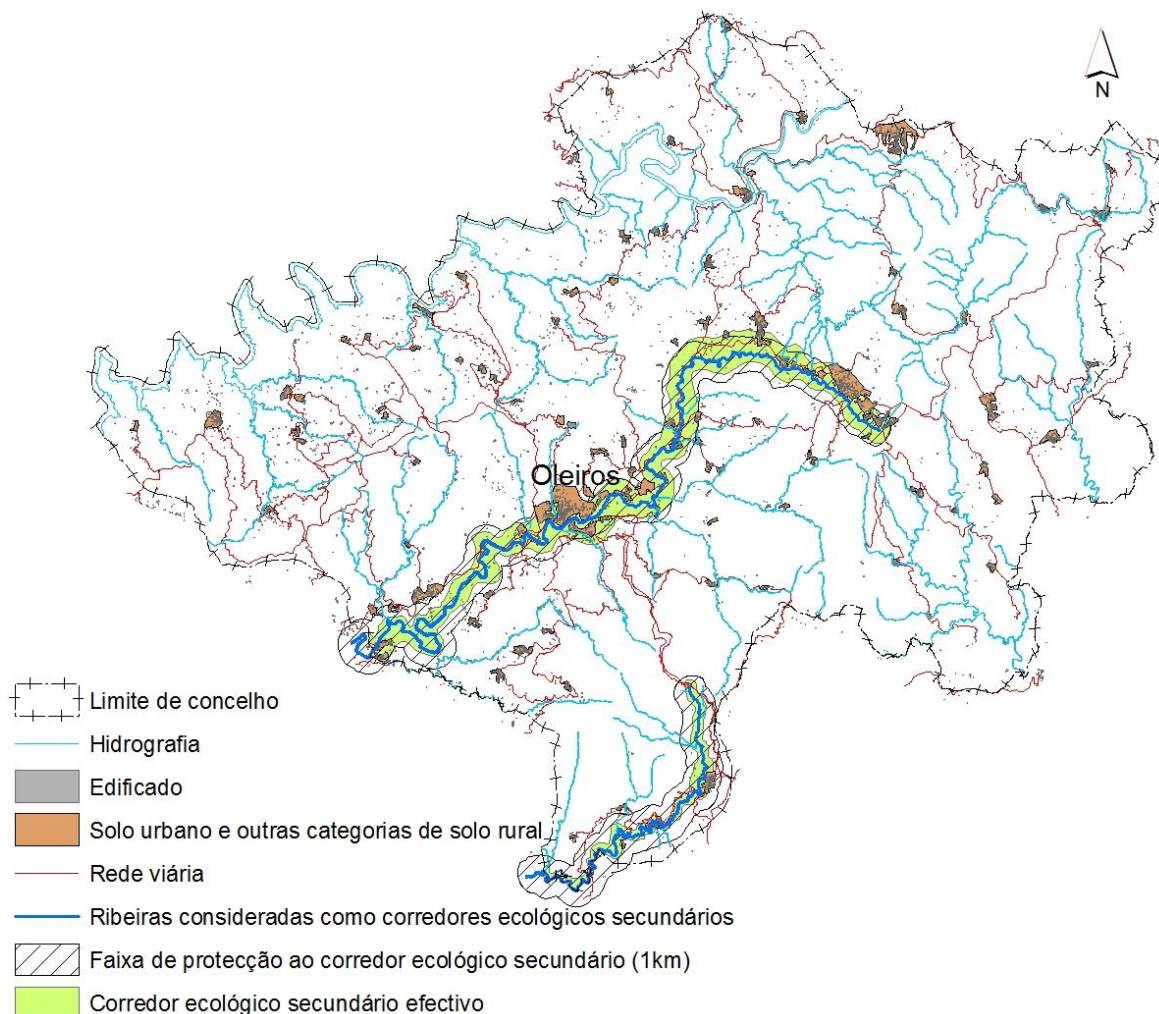 N
Oleiros
Limite de concelho
Hidrografia
Edificado
Solo urbano e outras categorias de solo rural
Rede viária
Ribeiras consideradas como corredores ecológicos secundários
Faixa de protecção ao corredor ecológico secundário (1km)
Corredor ecológico secundário efectivo